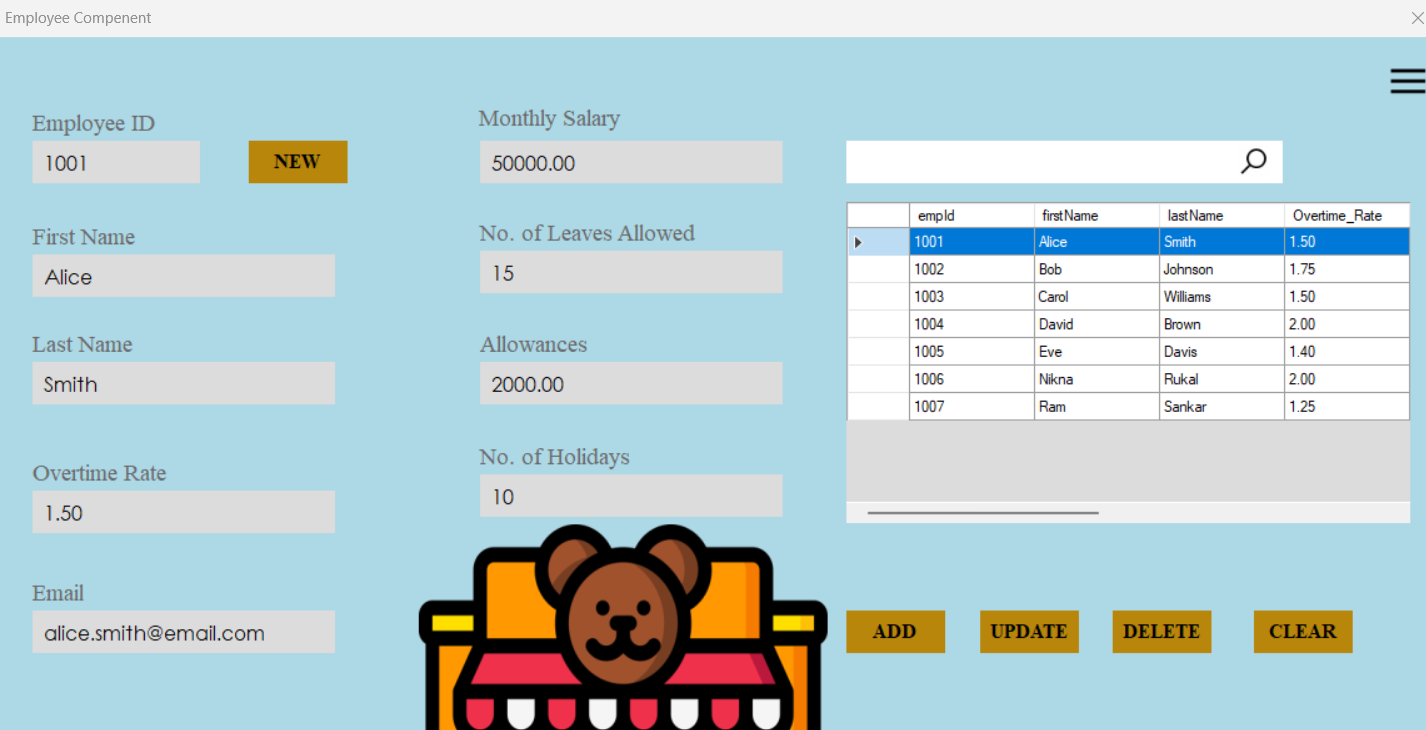 Employee Compenent
Employee ID
1001
NEW
First Name
Alice
Last Name
Smith
Overtime Rate
1.50
Email
alice.smith@email.com
Monthly Salary
50000.00
No. of Leaves Allowed
15
Allowances
2000.00
No. of Holidays
10
empId firstName lastName Overtime_Rate
1001 Alice Smith 1.50
1002 Bob Johnson 1.75
1003 Carol Williams 1.50
1004 David Brown 2.00
1005 Eve Davis 1.40
1006 Nikna Rukal 2.00
1007 Ram Sankar 1.25
ADD UPDATE DELETE CLEAR